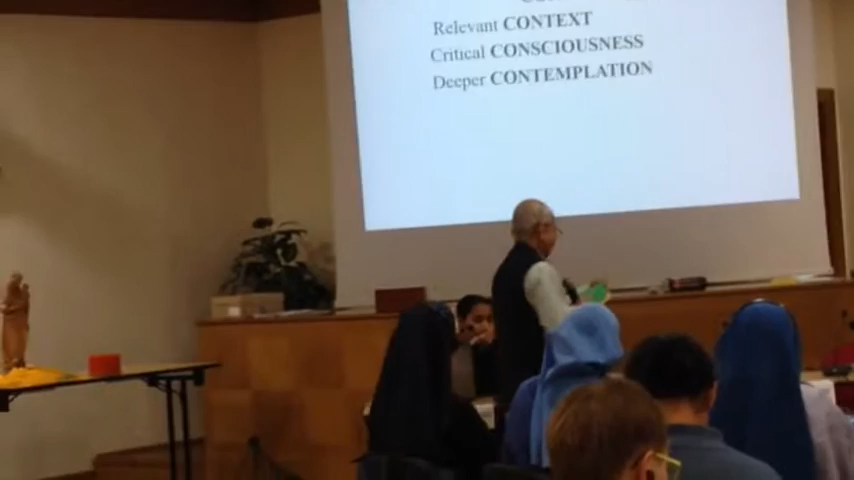 Relevant CONTEXT
Critical CONSCIOUSNESS
Deeper CONTEMPLATION